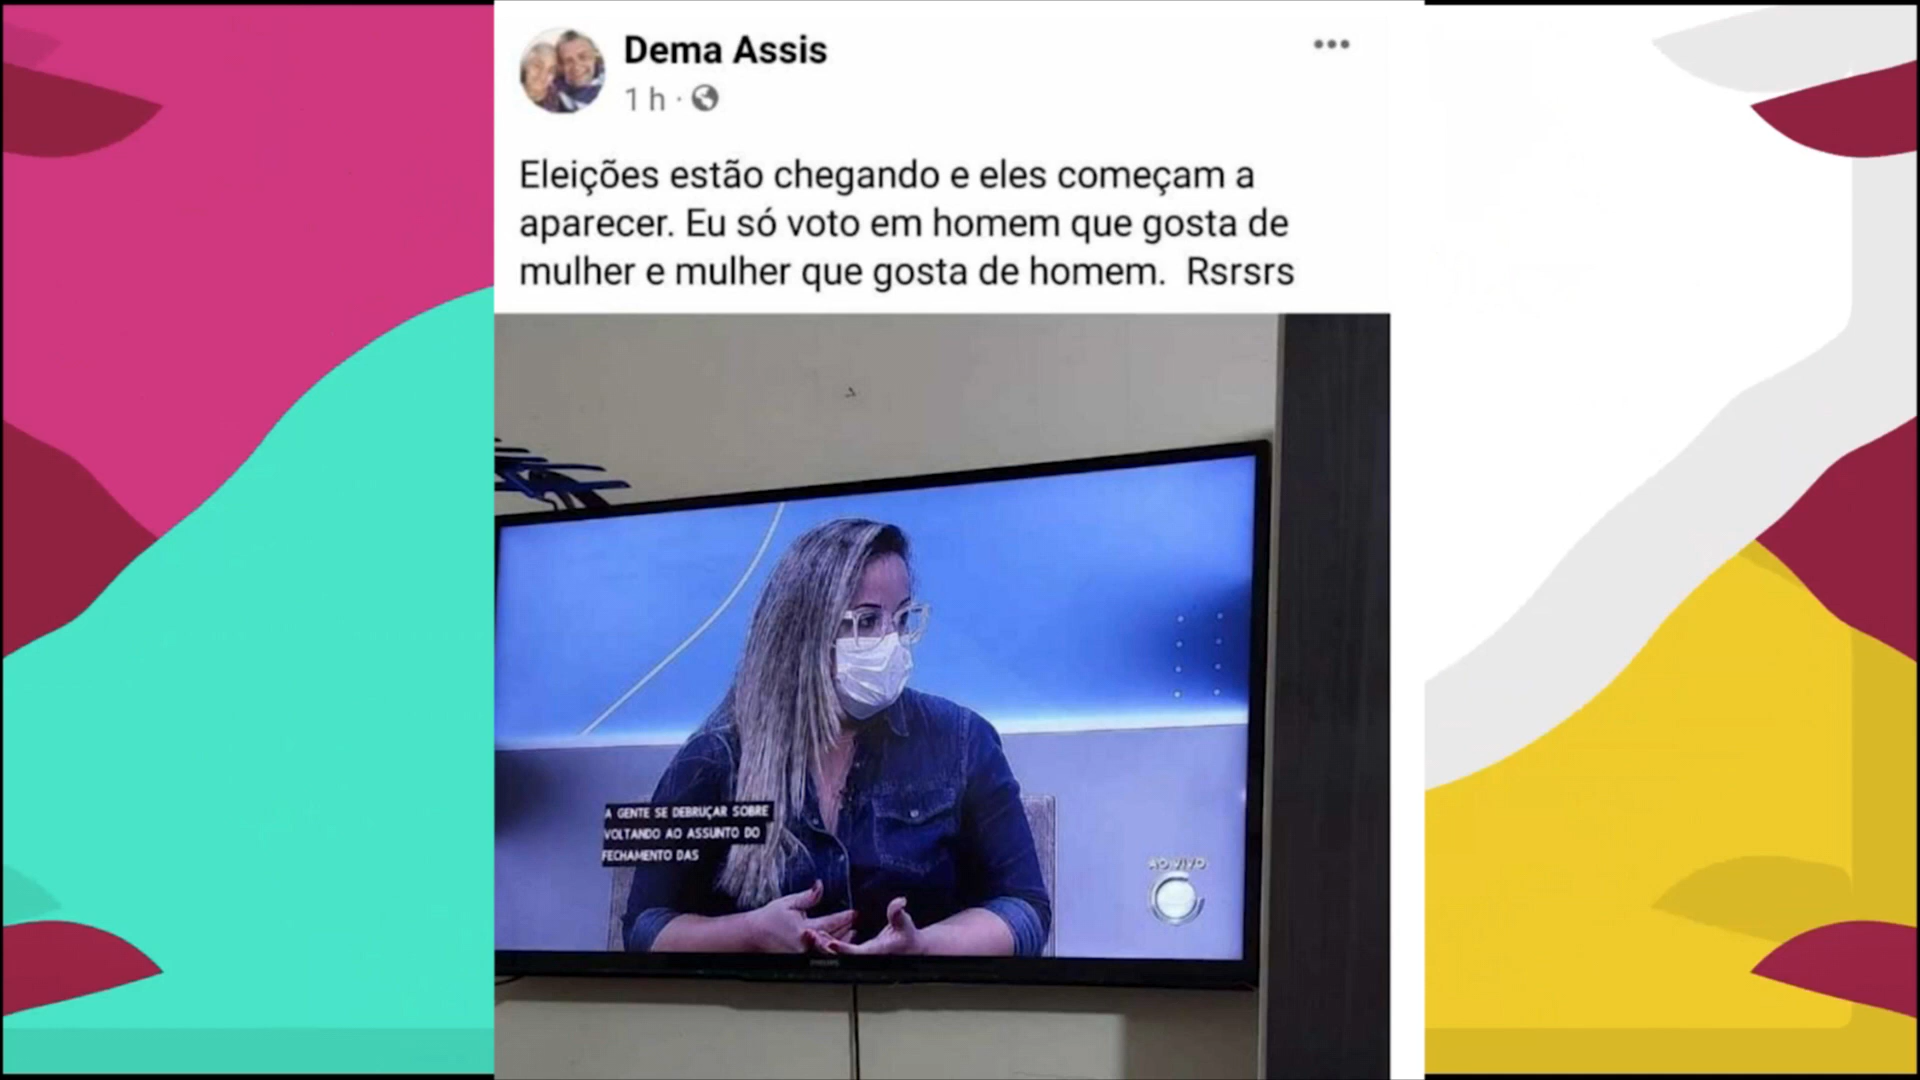 Dema Assis
1 h ·
Eleições estão chegando e eles começam a
aparecer. Eu só voto em homem que gosta de
mulher e mulher que gosta de homem. Rsrsrs
A GENTE SE DEBRUÇAR SOBRE
VOLTANDO AO ASSUNTO DO
FECHAMENTO DAS
AO VIVO
PHILIPS